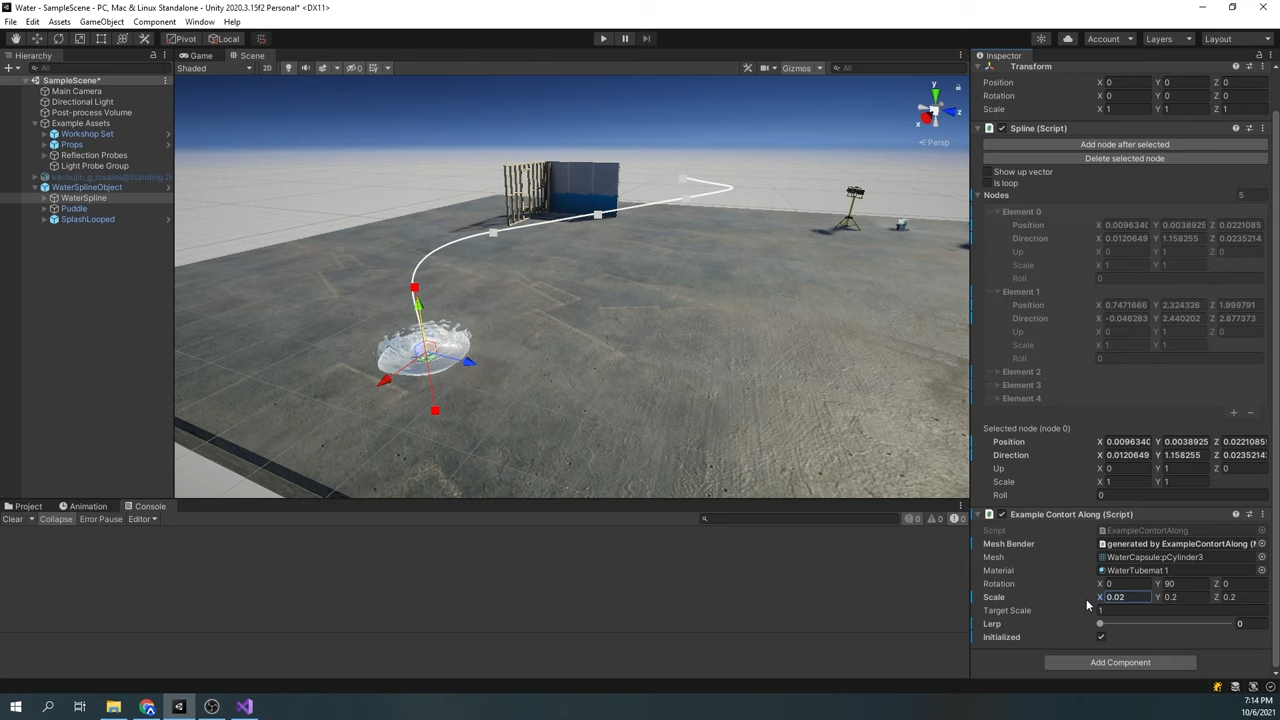 Water - SampleScene - PC, Mac & Linux Standalone - Unity 2020.3.15f2 Personal* <DX11>
File Edit Assets GameObject Component Window Help
Pivot Local Account Layers Layout
Hierarchy Game Scene Inspector
All Shaded 2D 0 Gizmos All
Transform
SampleScene*
Position X 0 Y 0 Z 0
Main Camera
Rotation X 0 Y 0 Z 0
Directional Light
Scale X 1 Y 1 Z 1
Post-process Volume
Example Assets
Spline (Script)
Workshop Set
Add node after selected
Props
Delete selected node
Reflection Probes
Light Probe Group
Show up vector
kachujin_g_rosales@Standing 2H
Is loop
WaterSplineObject
Nodes 5
WaterSpline
Puddle
SplashLooped
y
x
z
Persp
Element 0
Position X 0.009634( Y 0.0038925 Z 0.0221085
Direction X 0.0120649 Y 1.158255 Z 0.0235214
Up X 0 Y 1 Z 0
Scale X 1 Y 1
Roll 0
Element 1
Position X 0.7471666 Y 2.324326 Z 1.999791
Direction X -0.046283 Y 2.440202 Z 2.877373
Up X 0 Y 1 Z 0
Scale X 1 Y 1
Roll 0
Element 2
Element 3
Element 4
Selected node (node 0)
Position X 0.009634( Y 0.0038925 Z 0.0221085
Direction X 0.0120649 Y 1.158255 Z 0.0235214
Up X 0 Y 1 Z 0
Scale X 1 Y 1
Roll 0
Project Animation Console
Clear Collapse Error Pause Editor 0 0 0
Example Contort Along (Script)
Script ExampleContortAlong
Mesh Bender generated by ExampleContortAlong (M
Mesh WaterCapsule:pCylinder3
Material WaterTubemat 1
Rotation X 0 Y 90 Z 0
Scale X 0.02 Y 0.2 Z 0.2
Target Scale 1
Lerp 0
Initialized
Add Component
7:14 PM
10/6/2021